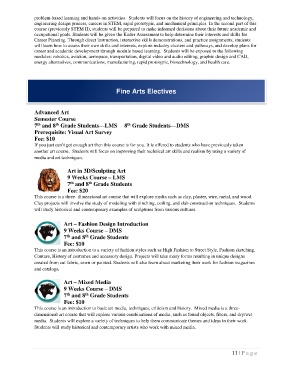 problem-based learning and hands-on activities. Students will focus on the history of engineering and technology,
engineering design process, careers in STEM, rapid prototypes, and mathematical principles. In the second part of this
course (previously STEM II), students will be prepared to make informed decisions about their future academic and
occupational goals. Students will be given the Kuder Assessment to help determine their interests and skills for
Career Planning. Through direct instruction, interactive skills demonstrations, and practice assignments, students
will learn how to assess their own skills and interests, explore industry clusters and pathways, and develop plans for
career and academic development through module based learning. Students will be exposed to the following
modules: robotics, aviation, aerospace, transportation, digital video and audio editing, graphic design and CAD,
energy alternatives, communications, manufacturing, rapid prototypes, biotechnology, and health care.
Fine Arts Electives
Advanced Art
Semester Course
7th and 8th Grade Students—LMS 8th Grade Students—DMS
Prerequisite: Visual Art Survey
Fee: $10
If you just can't get enough art then this course is for you. It is offered to students who have previously taken
another art course. Students will focus on improving their technical art skills and realism by using a variety of
media and art techniques.
Art in 3D/Sculpting Art
9 Weeks Course – LMS
7th and 8th Grade Students
Fee: $20
This course is a three-dimensional art course that will explore media such as clay, plaster, wire, metal, and wood.
Clay projects will involve the study of modeling with pinching, coiling, and slab construction techniques. Students
will study historical and contemporary examples of sculptures from various cultures.
Art – Fashion Design Introduction
9 Weeks Course – DMS
7th and 8th Grade Students
Fee: $10
This course is an introduction to a variety of fashion styles such as High Fashion to Street Style, Fashion sketching,
Couture, History of costumes and accessory design. Projects will take many forms resulting in unique designs
created from cut fabric, sewn or painted. Students will also learn about marketing their work for fashion magazines
and catalogs.
Art – Mixed Media
9 Weeks Course – DMS
7th and 8th Grade Students
Fee: $10
This course is an introduction to basic art media, techniques, criticism and history. Mixed media is a three-
dimensional art course that will explore various combinations of media, such as found objects, fibers, and drywet
media. Students will explore a variety of techniques to help them communicate themes and ideas to their work.
Students will study historical and contemporary artists who work with mixed media.
11 | P a g e